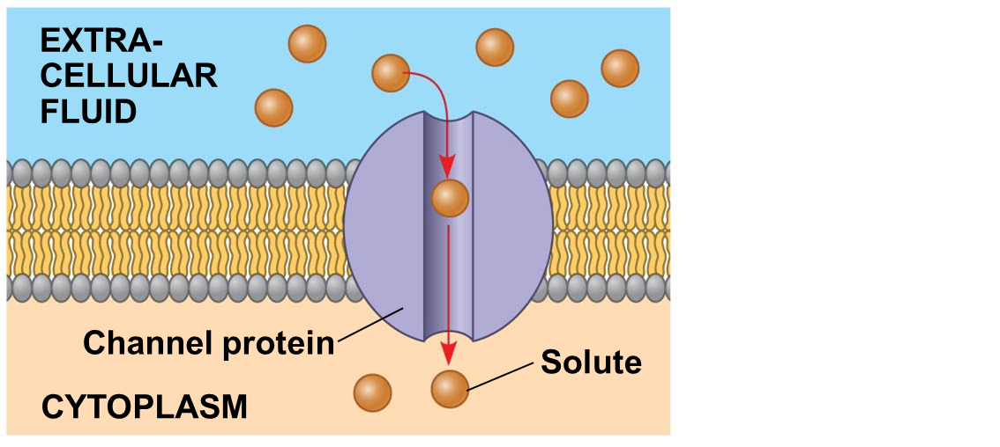 EXTRA-
CELLULAR
FLUID
Channel protein
Solute
CYTOPLASM